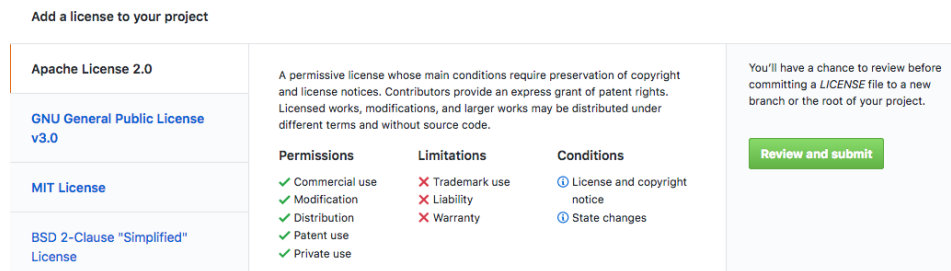 Add a license to your project
Apache License 2.0
GNU General Public License
v3.0
MIT License
BSD 2-Clause "Simplified"
License
A permissive license whose main conditions require preservation of copyright
and license notices. Contributors provide an express grant of patent rights.
Licensed works, modifications, and larger works may be distributed under
different terms and without source code.
Permissions
Commercial use
Modification
Distribution
Patent use
Private use
Limitations
Trademark use
Liability
Warranty
Conditions
License and copyright
notice
State changes
You'll have a chance to review before
committing a LICENSE file to a new
branch or the root of your project.
Review and submit